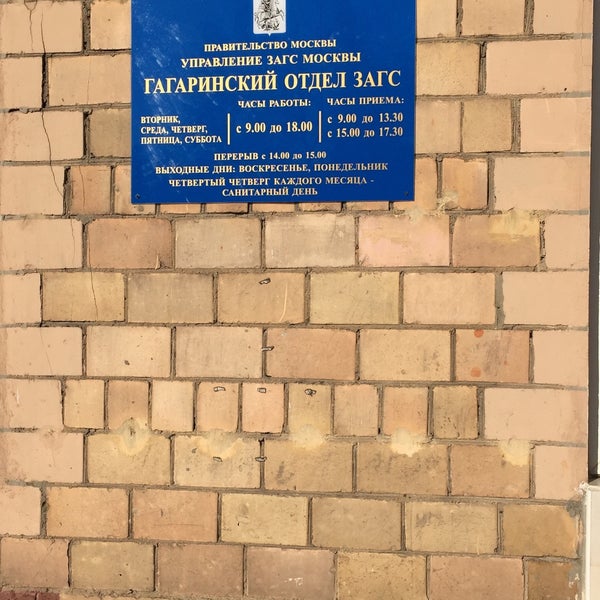 ПРАВИТЕЛЬСТВО МОСКВЫ
УПРАВЛЕНИЕ ЗАГС МОСКВЫ
ГАГАРИНСКИЙ ОТДЕЛ ЗАГС
ЧАСЫ РАБОТЫ: ЧАСЫ ПРИЕМА:
ВТОРНИК,
СРЕДА, ЧЕТВЕРГ,
ПЯТНИЦА, СУББОТА
с 9.00 до 18.00
с 9.00 до 13.30
с 15.00 до 17.30
ПЕРЕРЫВ с 14.00 до 15.00
ВЫХОДНЫЕ ДНИ: ВОСКРЕСЕНЬЕ, ПОНЕДЕЛЬНИК
ЧЕТВЕРТЫЙ ЧЕТВЕРГ КАЖДОГО МЕСЯЦА -
САНИТАРНЫЙ ДЕНЬ